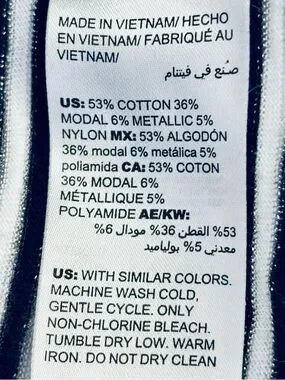 MADE IN VIETNAM/ HECHO
EN VIETNAM/ FABRIQUÉ AU
VIETNAM/
صُنع في فيتنام
US: 53% COTTON 36%
MODAL 6% METALLIC 5%
NYLON MX: 53% ALGODÓN
36% modal 6% metálica 5%
poliamida CA: 53% COTON
36% MODAL 6%
MÉTALLIQUE 5%
POLYAMIDE AE/KW:
53% القطن 36% مودال 6%
معدني 5% بولياميد
US: WITH SIMILAR COLORS.
MACHINE WASH COLD,
GENTLE CYCLE. ONLY
NON-CHLORINE BLEACH.
TUMBLE DRY LOW. WARM
IRON. DO NOT DRY CLEAN